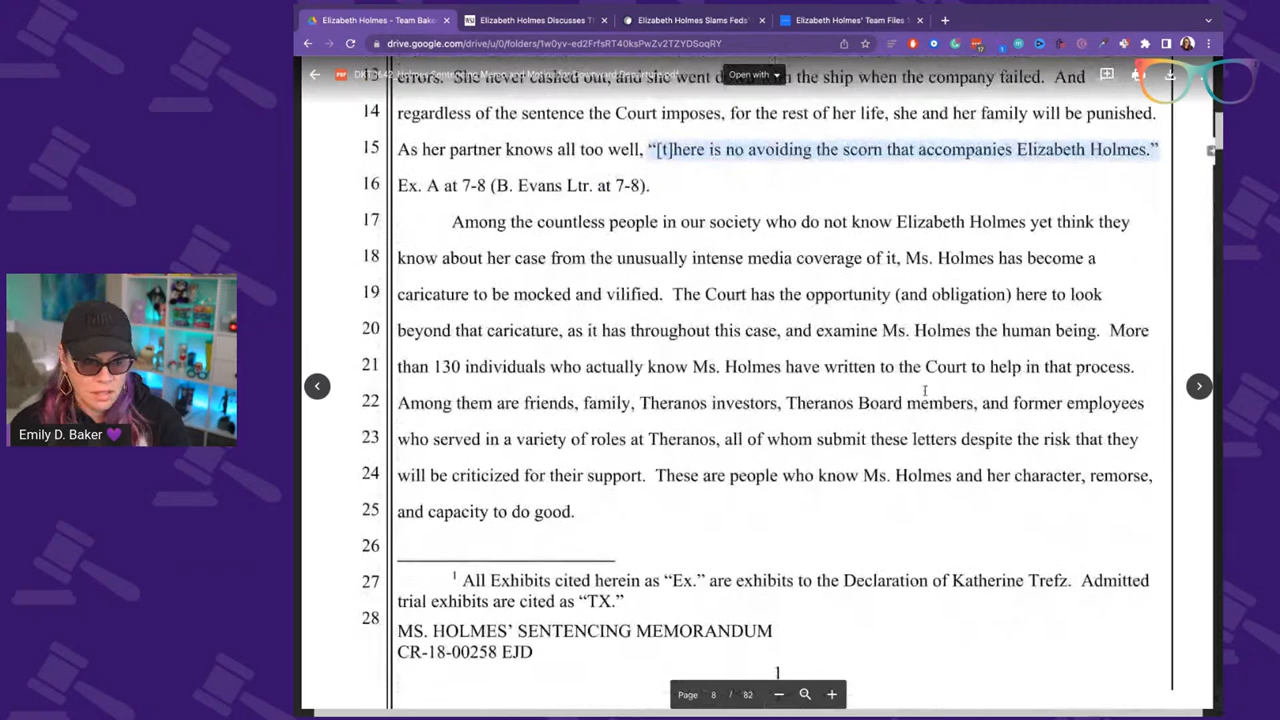 Elizabeth Holmes - Team Bake
Elizabeth Holmes Discusses T
Elizabeth Holmes Slams Feds'
Elizabeth Holmes' Team Files
drive.google.com/drive/u/0/folders/1w0yv-ed2FrfsRT40ksPwZv2TZYDSoqRY
Open with
the ship when the company failed. And
14 regardless of the sentence the Court imposes, for the rest of her life, she and her family will be punished.
15 As her partner knows all too well, “[t]here is no avoiding the scorn that accompanies Elizabeth Holmes.”
16 Ex. A at 7-8 (B. Evans Ltr. at 7-8).
17 Among the countless people in our society who do not know Elizabeth Holmes yet think they
18 know about her case from the unusually intense media coverage of it, Ms. Holmes has become a
19 caricature to be mocked and vilified. The Court has the opportunity (and obligation) here to look
20 beyond that caricature, as it has throughout this case, and examine Ms. Holmes the human being. More
21 than 130 individuals who actually know Ms. Holmes have written to the Court to help in that process.
22 Among them are friends, family, Theranos investors, Theranos Board members, and former employees
23 who served in a variety of roles at Theranos, all of whom submit these letters despite the risk that they
24 will be criticized for their support. These are people who know Ms. Holmes and her character, remorse,
25 and capacity to do good.
26
27 1 All Exhibits cited herein as “Ex.” are exhibits to the Declaration of Katherine Trefz. Admitted
trial exhibits are cited as “TX.”
28
MS. HOLMES’ SENTENCING MEMORANDUM
CR-18-00258 EJD
1
Page 8 / 82
Emily D. Baker